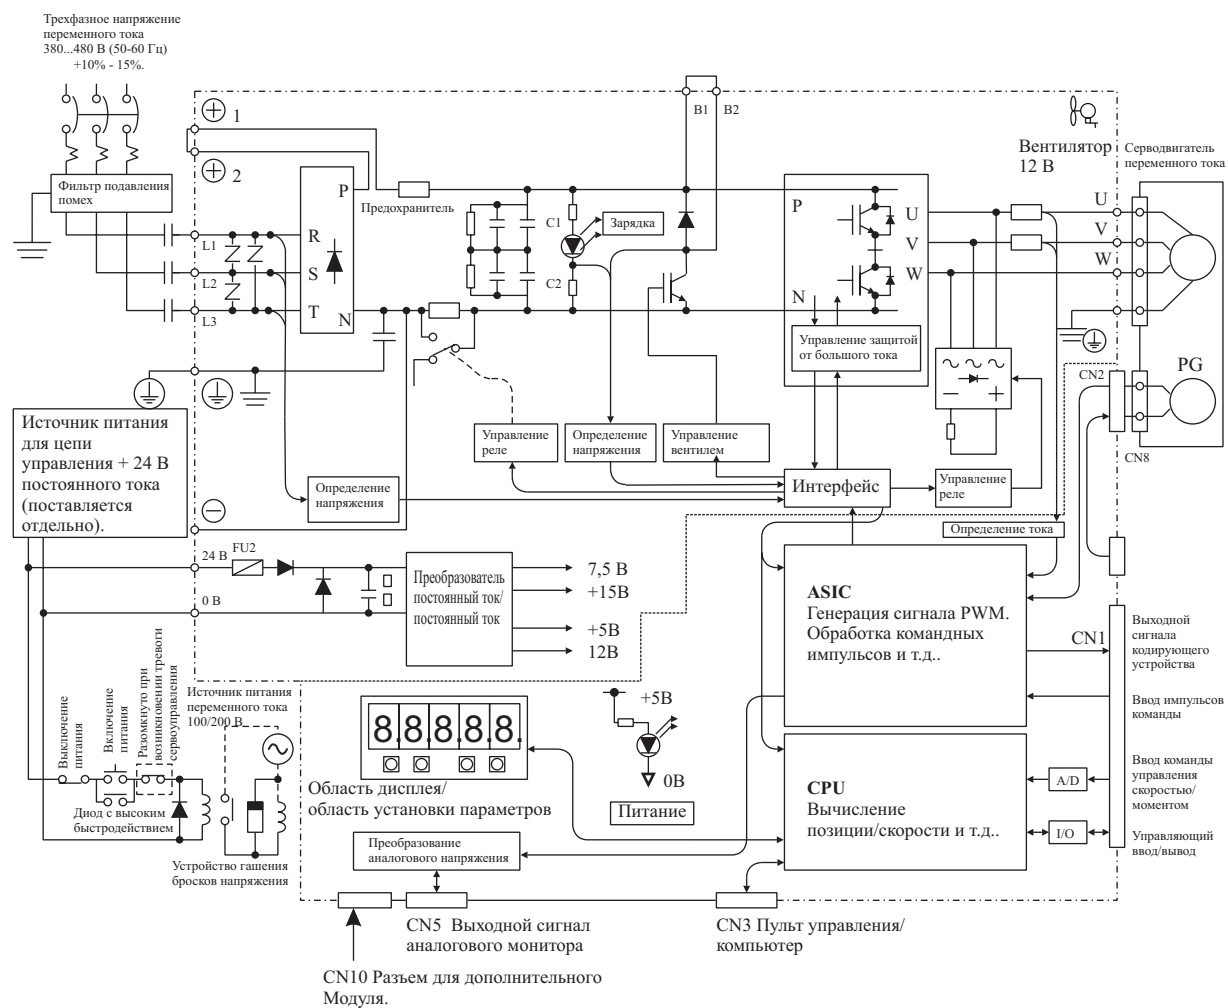 Трехфазное напряжение
переменного тока
380...480 В (50-60 Гц)
+10% - 15%.
1
2
B1
B2
Вентилятор
12 В
Серводвигатель
переменного тока
Фильтр подавления
помех
P
Предохранитель
C1
Зарядка
C2
P
U
V
W
N
U
V
W
L1
R
L2
S
L3
T
N
Управление защитой
от большого тока
PG
CN2
CN8
Источник питания
для цепи
управления + 24 В
постоянного тока
(поставляется
отдельно).
Управление
реле
Определение
напряжения
Управление
вентилем
Определение
напряжения
Интерфейс
Управление
реле
Определение тока
24 В
FU2
0 В
Преобразователь
постоянный ток/
постоянный ток
7,5 В
+15В
+5В
12В
ASIC
Генерация сигнала PWM.
Обработка командных
импульсов и т.д..
CN1
Выходной
сигнала
кодирующего
устройства
Ввод импульсов
команды
Выключение
питания
Включение
питания
Разомкнуто при
возникновении тревоги
сервоуправления
Источник питания
переменного тока
100/200 В
8.8.8.8.8.
+5В
0В
Питание
Область дисплея/
область установки параметров
CPU
Вычисление
позиции/скорости и т.д..
A/D
I/O
Ввод команды
управления
скоростью/
моментом
Управляющий
ввод/вывод
Диод с высоким
быстродействием
Устройство гашения
бросков напряжения
Преобразование
аналогового напряжения
CN5 Выходной сигнал
аналогового монитора
CN3 Пульт управления/
компьютер
CN10 Разъем для дополнительного
Модуля.